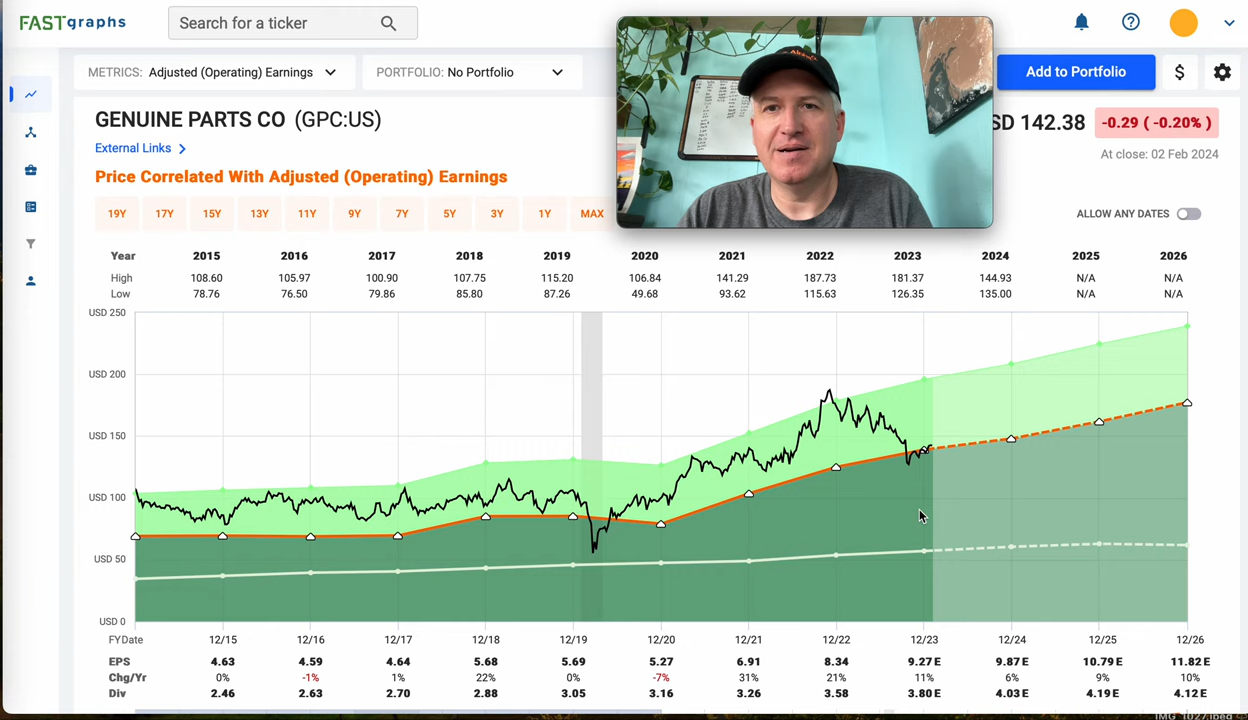 FAST graphs
Search for a ticker
METRICS: Adjusted (Operating) Earnings
PORTFOLIO: No Portfolio
Add to Portfolio
$
GENUINE PARTS CO (GPC:US)
SD 142.38
-0.29 ( -0.20% )
External Links
At close: 02 Feb 2024
Price Correlated With Adjusted (Operating) Earnings
19Y 17Y 15Y 13Y 11Y 9Y 7Y 5Y 3Y 1Y MAX
ALLOW ANY DATES
Year 2015 2016 2017 2018 2019 2020 2021 2022 2023 2024 2025 2026
High 108.60 105.97 100.90 107.75 115.20 106.84 141.29 187.73 181.37 144.93 N/A N/A
Low 78.76 76.50 79.86 85.80 87.26 49.68 93.62 115.63 126.35 135.00 N/A N/A
USD 250
USD 200
USD 150
USD 100
USD 50
USD 0
FYDate 12/15 12/16 12/17 12/18 12/19 12/20 12/21 12/22 12/23 12/24 12/25 12/26
EPS 4.63 4.59 4.64 5.68 5.69 5.27 6.91 8.34 9.27 E 9.87 E 10.79 E 11.82 E
Chg/Yr 0% -1% 1% 22% 0% -7% 31% 21% 11% 6% 9% 10%
Div 2.46 2.63 2.70 2.88 3.05 3.16 3.26 3.58 3.80 E 4.03 E 4.19 E 4.12 E